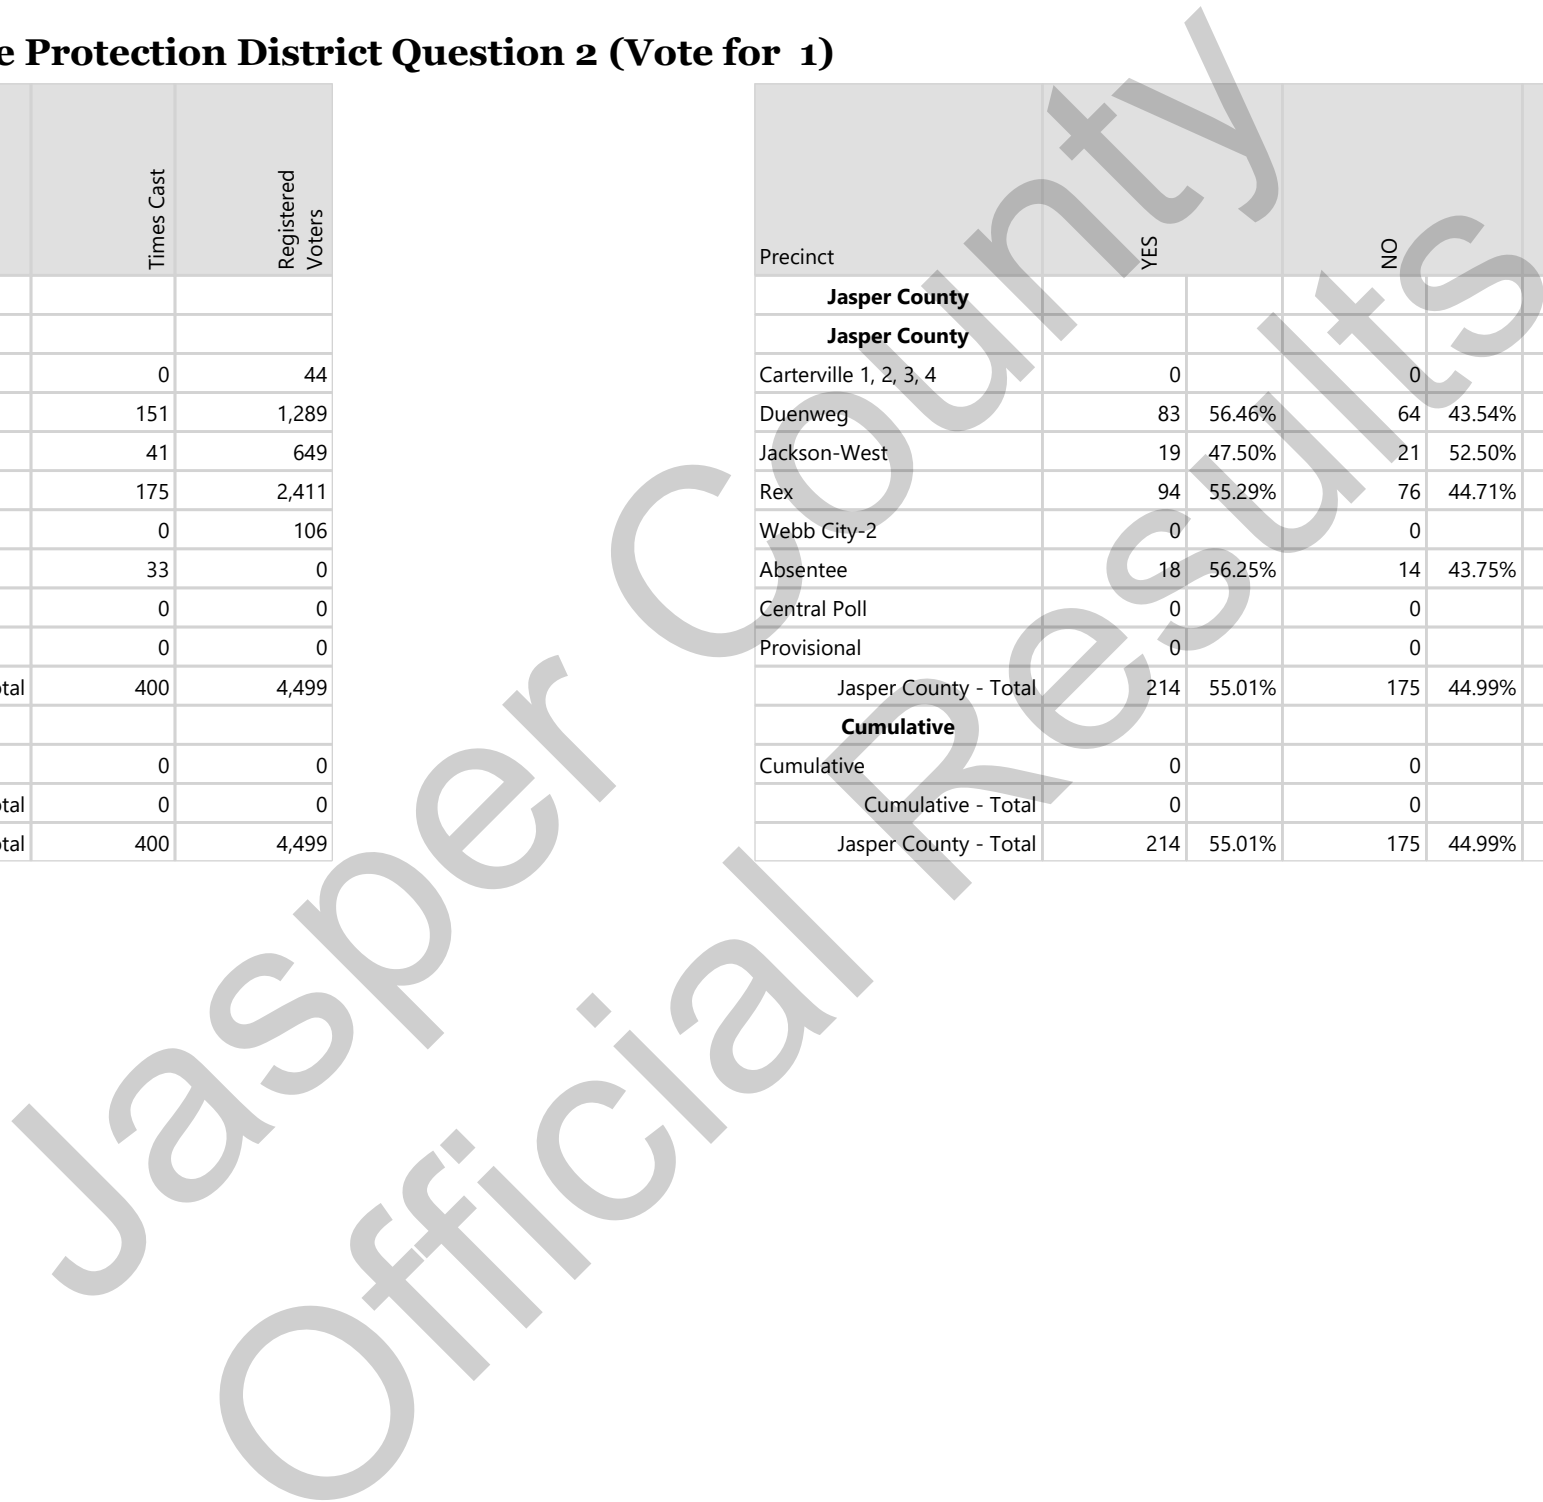 e Protection District Question 2 (Vote for 1)
Times Cast Registered Voters
0 44
151 1,289
41 649
175 2,411
0 106
33 0
0 0
0 0
400 4,499
0 0
0 0
400 4,499
Precinct YES NO
Jasper County
Jasper County
Carterville 1, 2, 3, 4 0 0
Duenweg 83 56.46% 64 43.54%
Jackson-West 19 47.50% 21 52.50%
Rex 94 55.29% 76 44.71%
Webb City-2 0 0
Absentee 18 56.25% 14 43.75%
Central Poll 0 0
Provisional 0 0
Jasper County - Total 214 55.01% 175 44.99%
Cumulative
Cumulative 0 0
Cumulative - Total 0 0
Jasper County - Total 214 55.01% 175 44.99%
Jasper County
Official Results